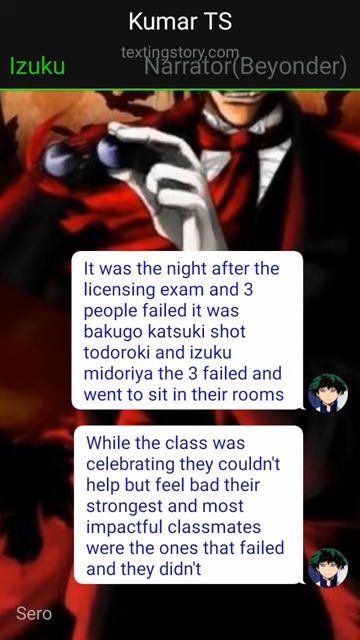 Kumar TS
textingstory.com
Izuku
Narrator(Beyonder)
It was the night after the
licensing exam and 3
people failed it was
bakugo katsuki shot
todoroki and izuku
midoriya the 3 failed and
went to sit in their rooms
While the class was
celebrating they couldn't
help but feel bad their
strongest and most
impactful classmates
were the ones that failed
and they didn't
Sero